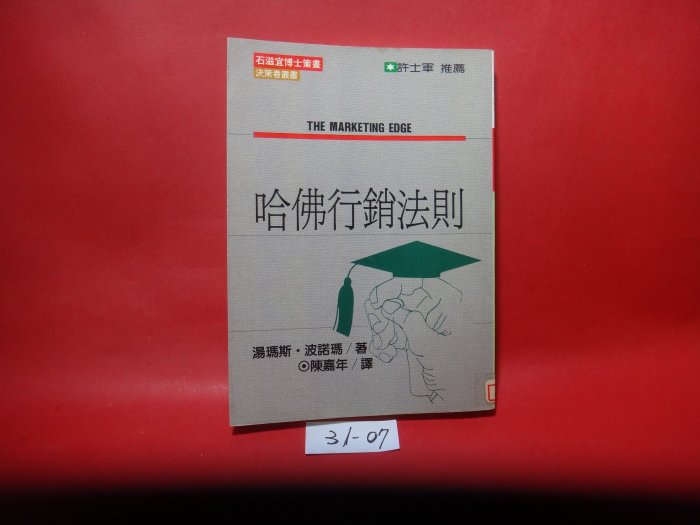 石滋宜博士策畫
決策者叢書
許士軍 推薦
THE MARKETING EDGE
哈佛行銷法則
湯瑪斯・波諾瑪/著
◉陳嘉年/譯
31-07